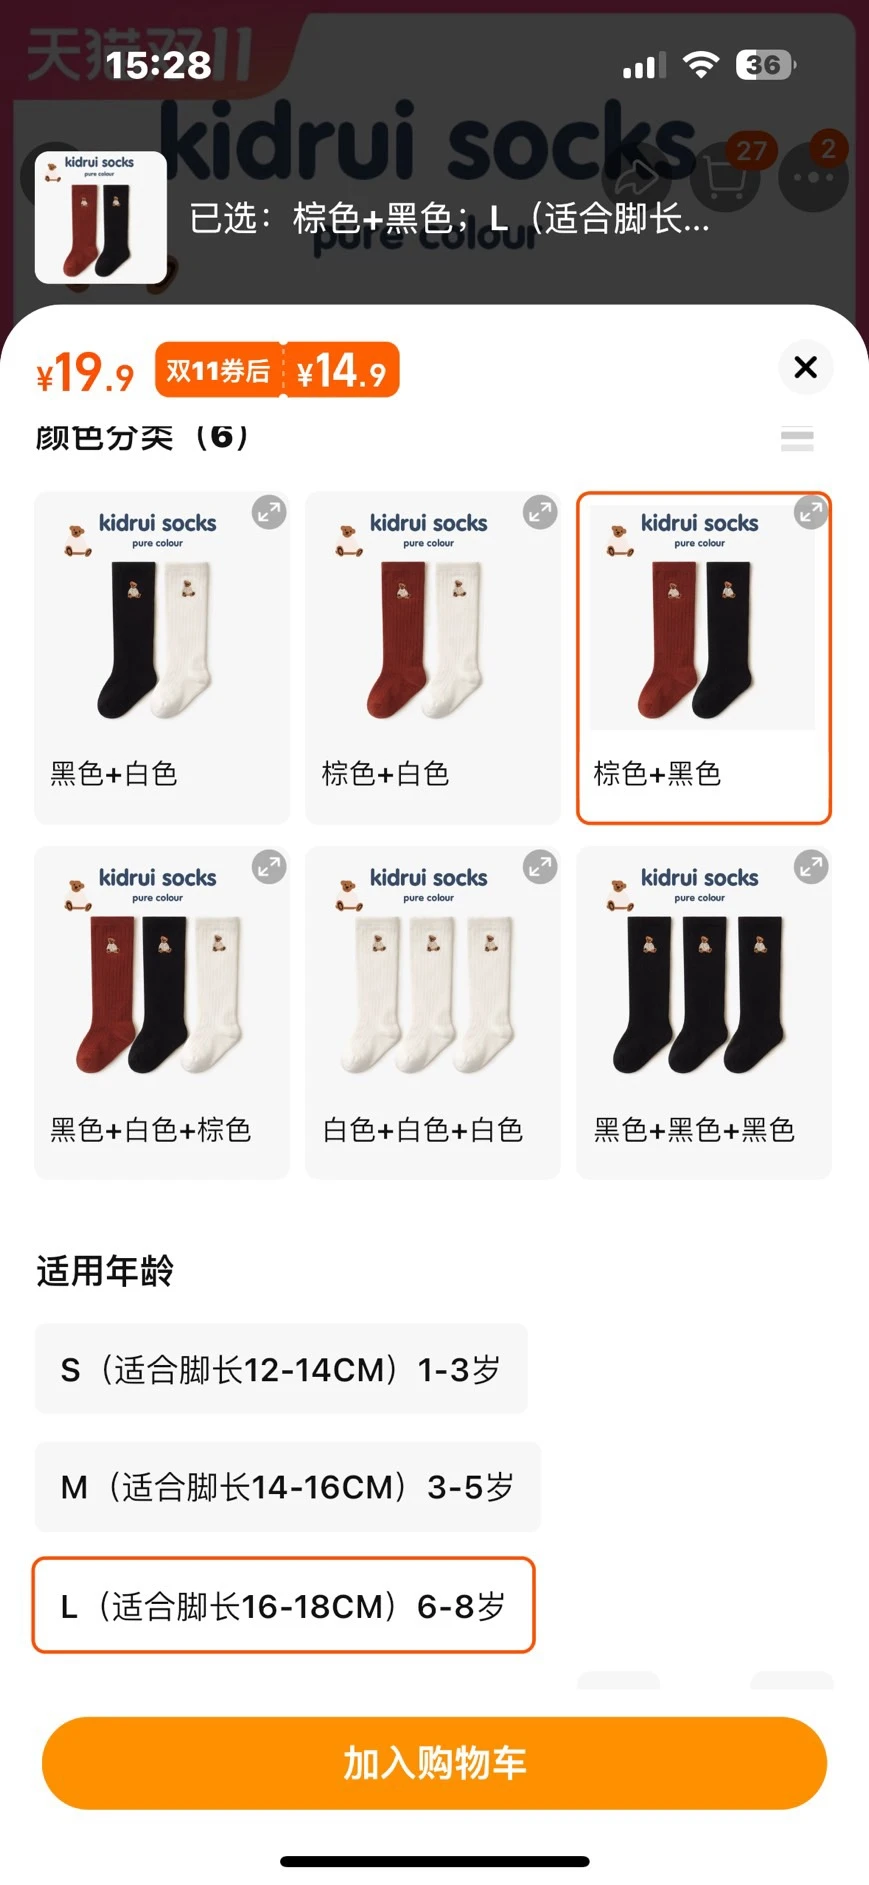 天猫双11
15:28
36
kidrui socks
27
2
kidrui socks
pure colour
已选：棕色+黑色；L（适合脚长...
pure colour
¥19.9
双11券后 ¥14.9
颜色分类（6）
kidrui socks
pure colour
黑色+白色
kidrui socks
pure colour
棕色+白色
kidrui socks
pure colour
棕色+黑色
kidrui socks
pure colour
黑色+白色+棕色
kidrui socks
pure colour
白色+白色+白色
kidrui socks
pure colour
黑色+黑色+黑色
适用年龄
S（适合脚长12-14CM）1-3岁
M（适合脚长14-16CM）3-5岁
L（适合脚长16-18CM）6-8岁
加入购物车